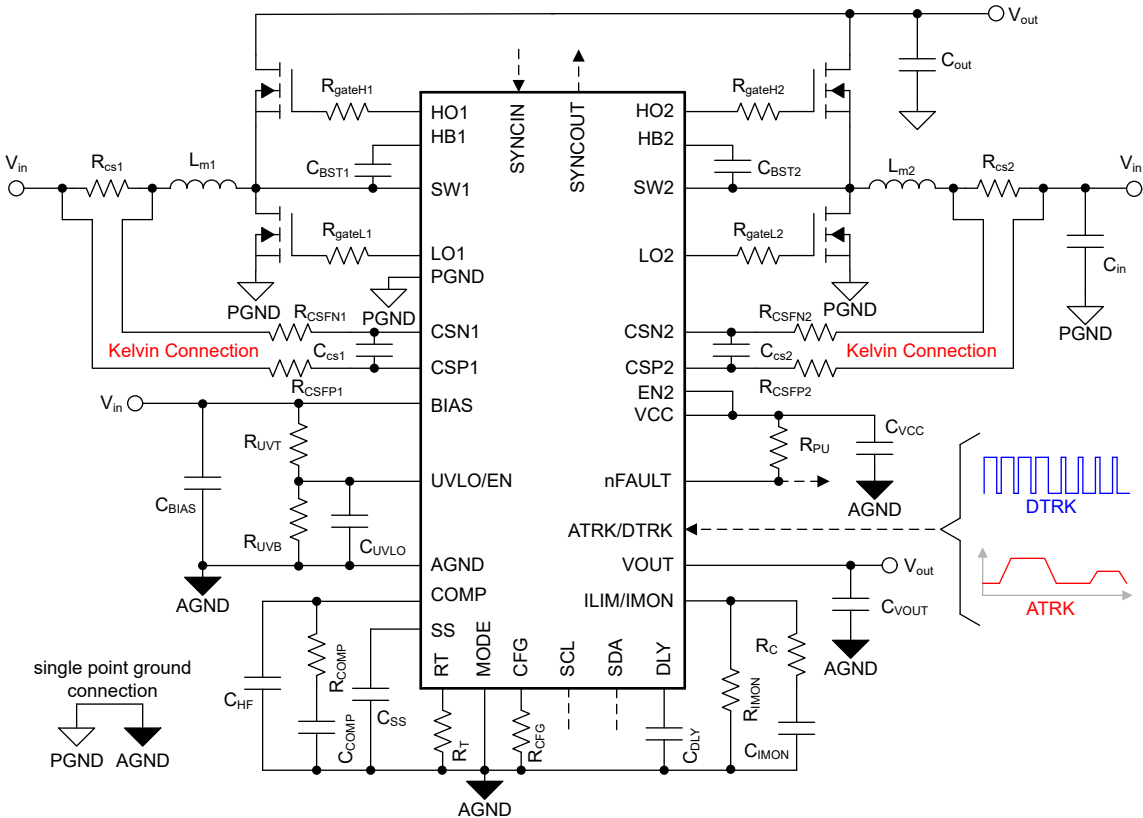 Vout
Cout
SYNCIN
SYNCOUT
RgateH1
HO1
HB1
CBST1
Vin
Rcs1
Lm1
SW1
RgateL1
LO1
PGND
PGND
PGND
RCSFN1
CSN1
Kelvin Connection
Ccs1
CSP1
RCSFP1
HO2
RgateH2
HB2
CBST2
SW2
Lm2
Rcs2
Vin
LO2
RgateL2
PGND
Cin
PGND
CSN2
RCSFN2
Ccs2
Kelvin Connection
CSP2
RCSFP2
EN2
VCC
Vin
BIAS
RUVT
CBIAS
UVLO/EN
RUVB
CUVLO
AGND
AGND
RPU
CVCC
nFAULT
AGND
DTRK
ATRK/DTRK
ATRK
VOUT
Vout
CVOUT
AGND
COMP
SS
ILIM/IMON
RT
MODE
CFG
SCL
SDA
DLY
CHF
RCOMP
CCOMP
CSS
RT
RCFG
CDLY
RIMON
RC
CIMON
AGND
single point ground
connection
PGND
AGND